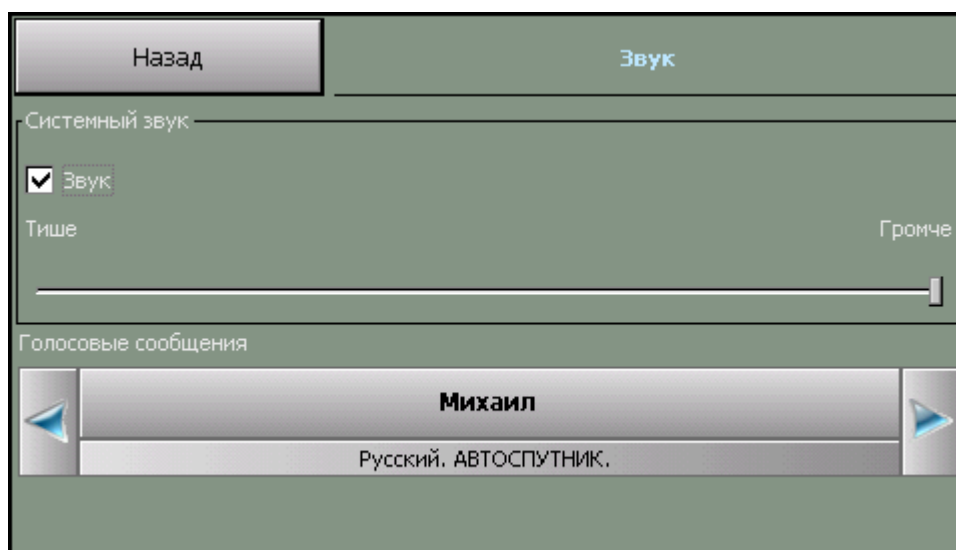 Назад
Звук
Системный звук
Звук
Тише
Громче
Голосовые сообщения
Михаил
Русский. АВТОСПУТНИК.